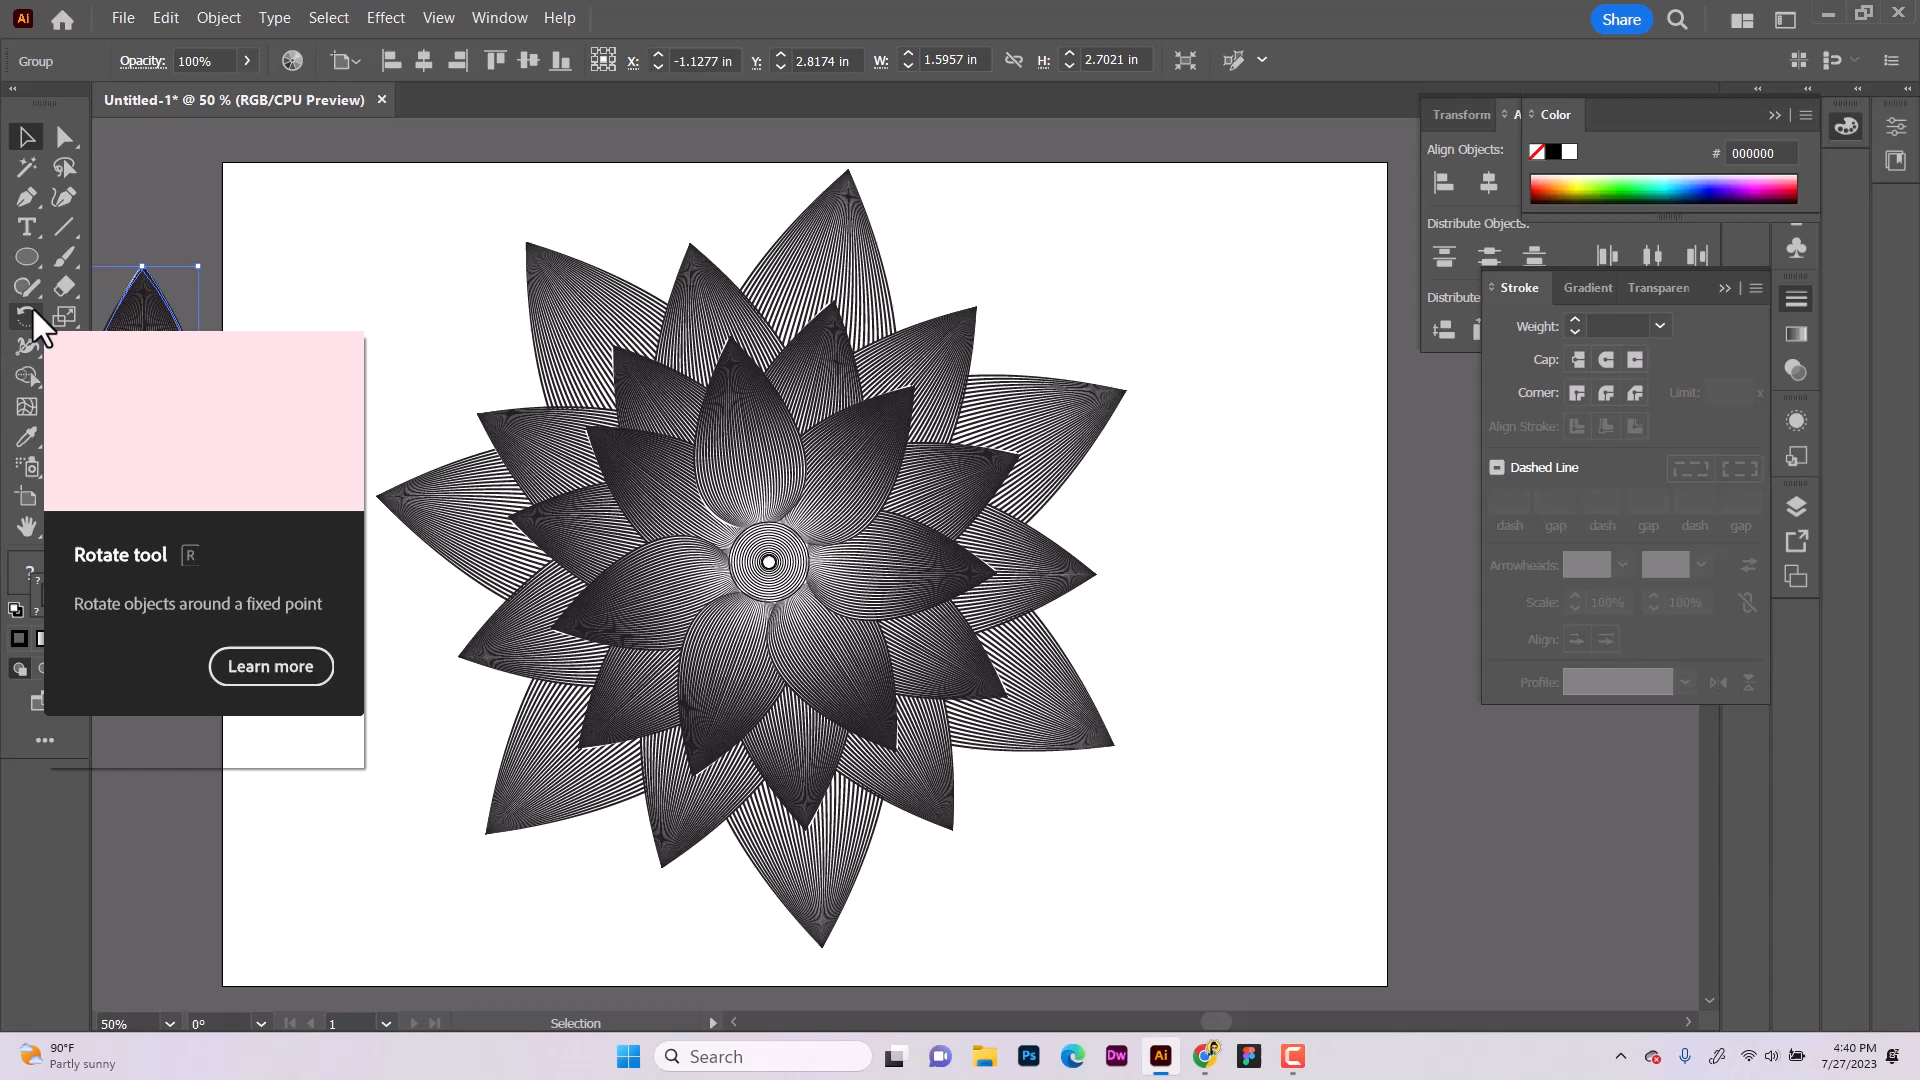 Ai File Edit Object Type Select Effect View Window Help Share
Group Opacity: 100% X: -1.1277 in Y: 2.8174 in W: 1.5957 in H: 2.7021 in
Untitled-1* @ 50 % (RGB/CPU Preview)
Transform A Color
Align Objects:
# 000000
Distribute Objects:
Distribute
Stroke Gradient Transparen
Weight:
Cap:
Corner: Limit: x
Align Stroke:
Dashed Line
dash gap dash gap dash gap
Arrowheads:
Scale: 100% 100%
Align:
Profile:
Rotate tool R
Rotate objects around a fixed point
Learn more
50% 0° 1 Selection
90°F
Partly sunny
Search
Ps
Dw
Ai
4:40 PM
7/27/2023